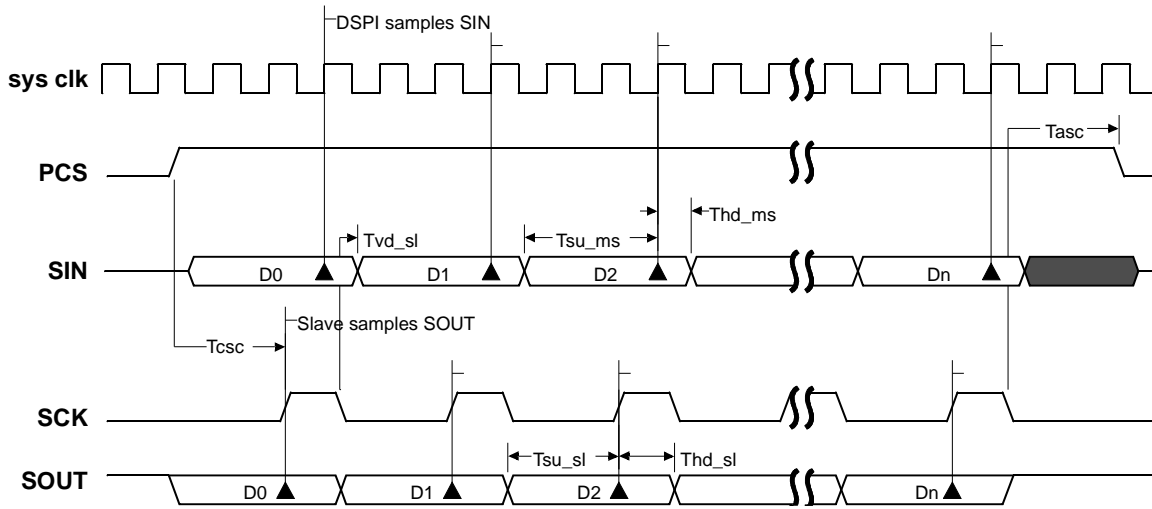 DSPI samples SIN
sys clk
Tasc
PCS
Thd_ms
Tvd_sl
Tsu_ms
SIN
D0
D1
D2
Dn
Slave samples SOUT
Tcsc
SCK
Tsu_sl
Thd_sl
SOUT
D0
D1
D2
Dn